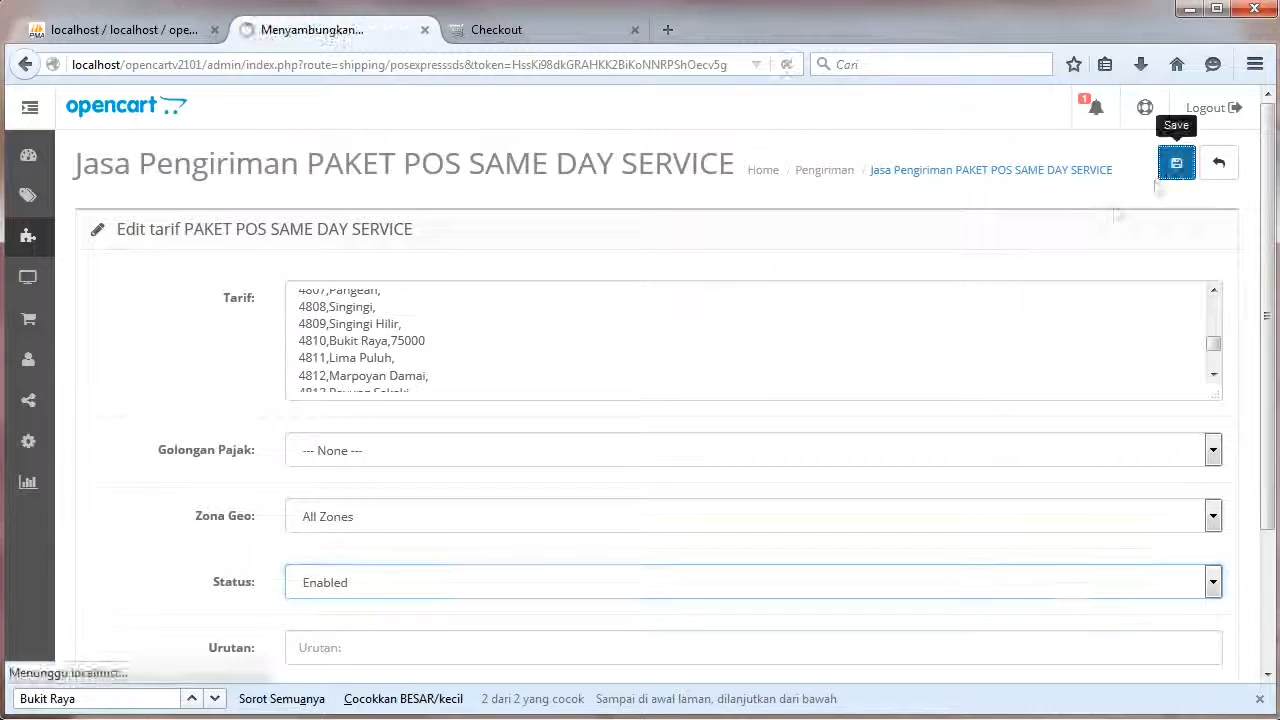 localhost / localhost / ope...
Menyambungkan...
Checkout
localhost/opencartv2101/admin/index.php?route=shipping/posexpresssds&token=HssKi98dkGRAHKK2BiKoNNRPShOecv5g
Cari
opencart
1
Logout
Save
Jasa Pengiriman PAKET POS SAME DAY SERVICE
Home / Pengiriman / Jasa Pengiriman PAKET POS SAME DAY SERVICE
Edit tarif PAKET POS SAME DAY SERVICE
Tarif:
4807,Pangean,
4808,Singingi,
4809,Singingi Hilir,
4810,Bukit Raya,75000
4811,Lima Puluh,
4812,Marpoyan Damai,
Golongan Pajak:
--- None ---
Zona Geo:
All Zones
Status:
Enabled
Urutan:
Urutan:
Menunggu
Bukit Raya
Sorot Semuanya
Cocokkan BESAR/kecil
2 dari 2 yang cocok
Sampai di awal laman, dilanjutkan dari bawah